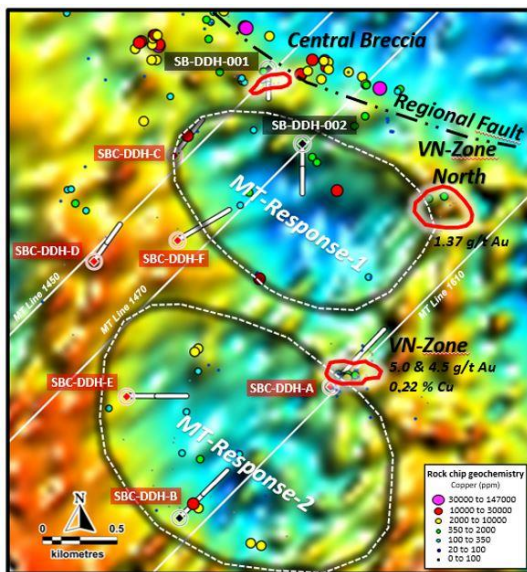 Central Breccia
SB-DDH-001
Regional Fault
SB-DDH-002
VN-Zone
North
SBC-DDH-C
MT-Response-1
1.37 g/t Au
SBC-DDH-D
SBC-DDH-F
MT Line 1450
MT Line 1470
MT Line 1610
VN-Zone
5.0 & 4.5 g/t Au
0.22 % Cu
SBC-DDH-E
SBC-DDH-A
MT-Response-2
SBC-DDH-B
N
0 0.5
kilometres
Rock chip geochemistry
Copper (ppm)
30000 to 147000
10000 to 30000
2000 to 10000
350 to 2000
100 to 350
20 to 100
0 to 100